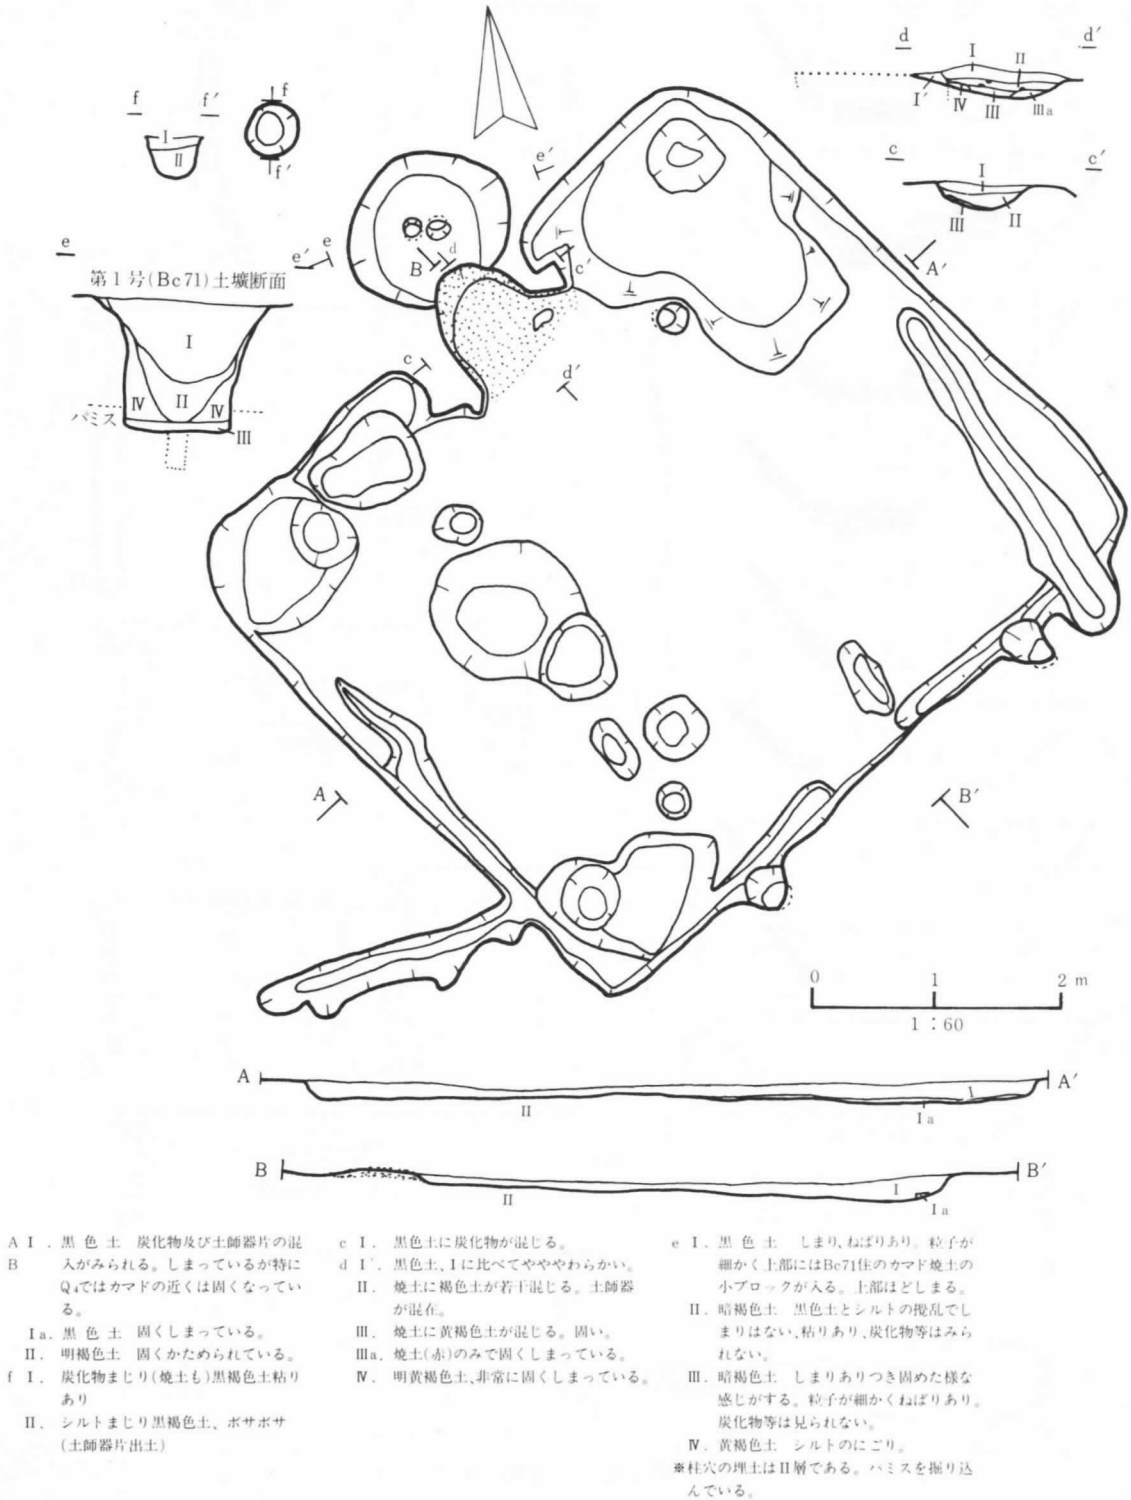 d d′
I II
I′ IV III IIIa
f f′ f
I
II
f′
c c′
I
III II
e′
e e′ e
B d
c′
A′
第1号(Bc71)土壙断面
I
IV II IV
パミス
III
c
d′
A
B′
0 1 2 m
1:60
A A′
II I
Ia
B B′
II I
Ia
A I. 黒色土 炭化物及び土師器片の混
B 入がみられる。しまっているが特に
Q₄ではカマドの近くは固くなってい
る。
Ia. 黒色土 固くしまっている。
II. 明褐色土 固くかためられている。
f I. 炭化物まじり(焼土も)黒褐色土粘り
あり
II. シルトまじり黒褐色土、ボサボサ
(土師器片出土)
c I. 黒色土に炭化物が混じる。
d I′. 黒色土、Iに比べてやややわらかい。
II. 焼土に褐色土が若干混じる。土師器
が混在。
III. 焼土に黄褐色土が混じる。固い。
IIIa. 焼土(赤)のみで固くしまっている。
IV. 明黄褐色土、非常に固くしまっている。
e I. 黒色土 しまり、ねばりあり。粒子が
細かく上部にはBc71住のカマド焼土の
小ブロックが入る。上部ほどしまる。
II. 暗褐色土 黒色土とシルトの攪乱でし
まりはない、粘りあり、炭化物等はみら
れない。
III. 暗褐色土 しまりありつき固めた様な
感じがする。粒子が細かくねばりあり。
炭化物等は見られない。
IV. 黄褐色土 シルトのにごり。
※柱穴の埋土はII層である。パミスを掘り込
んでいる。